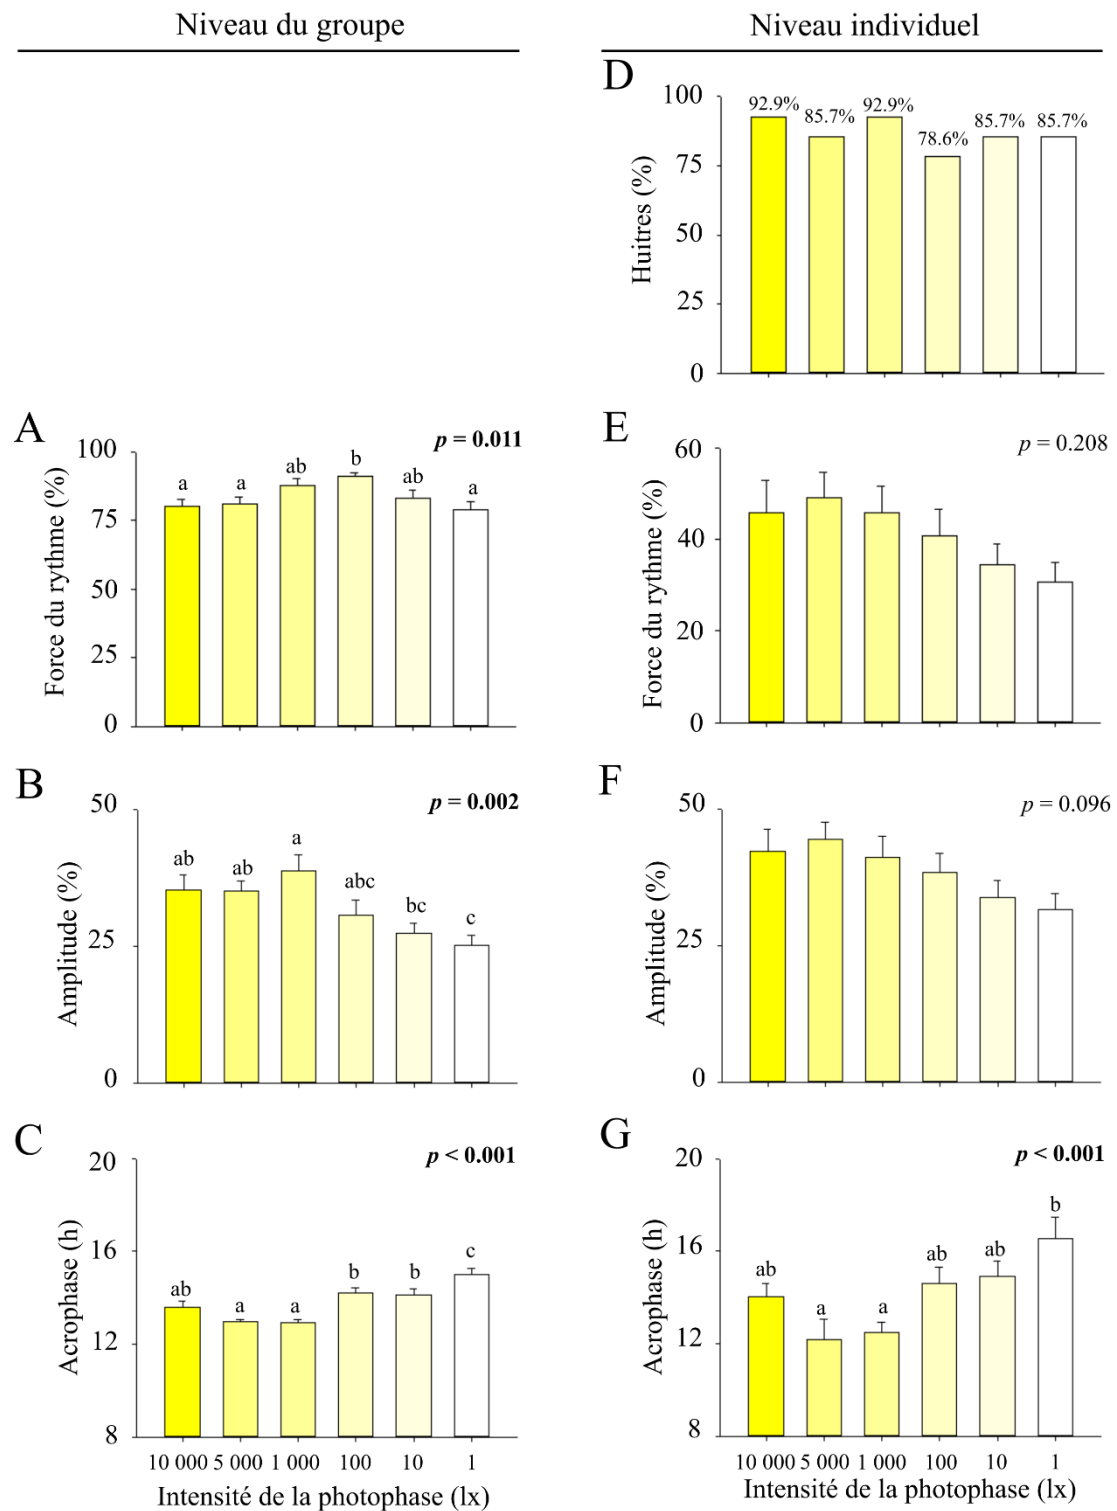 Niveau du groupe
Niveau individuel
D
100
75
50
25
0
Huitres (%)
92.9%
85.7%
92.9%
78.6%
85.7%
85.7%
A
p = 0.011
100
75
50
25
0
Force du rythme (%)
a
a
ab
b
ab
a
E
p = 0.208
60
40
20
0
Force du rythme (%)
B
p = 0.002
50
25
0
Amplitude (%)
ab
ab
a
abc
bc
c
F
p = 0.096
50
25
0
Amplitude (%)
C
p < 0.001
20
16
12
8
Acrophase (h)
ab
a
a
b
b
c
10 000 5 000 1 000 100 10 1
Intensité de la photophase (lx)
G
p < 0.001
20
16
12
8
Acrophase (h)
ab
a
a
ab
ab
b
10 000 5 000 1 000 100 10 1
Intensité de la photophase (lx)